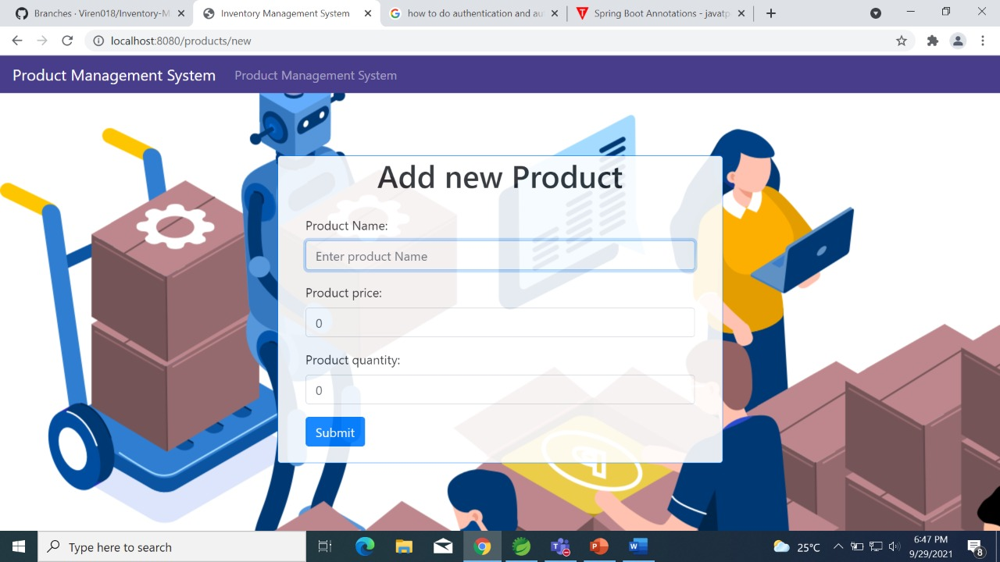 Branches · Viren018/Inventory-M
Inventory Management System
how to do authentication and au
Spring Boot Annotations - javatp
localhost:8080/products/new
Product Management System
Product Management System
Add new Product
Product Name:
Enter product Name
Product price:
0
Product quantity:
0
Submit
Type here to search
25°C
6:47 PM
9/29/2021
8